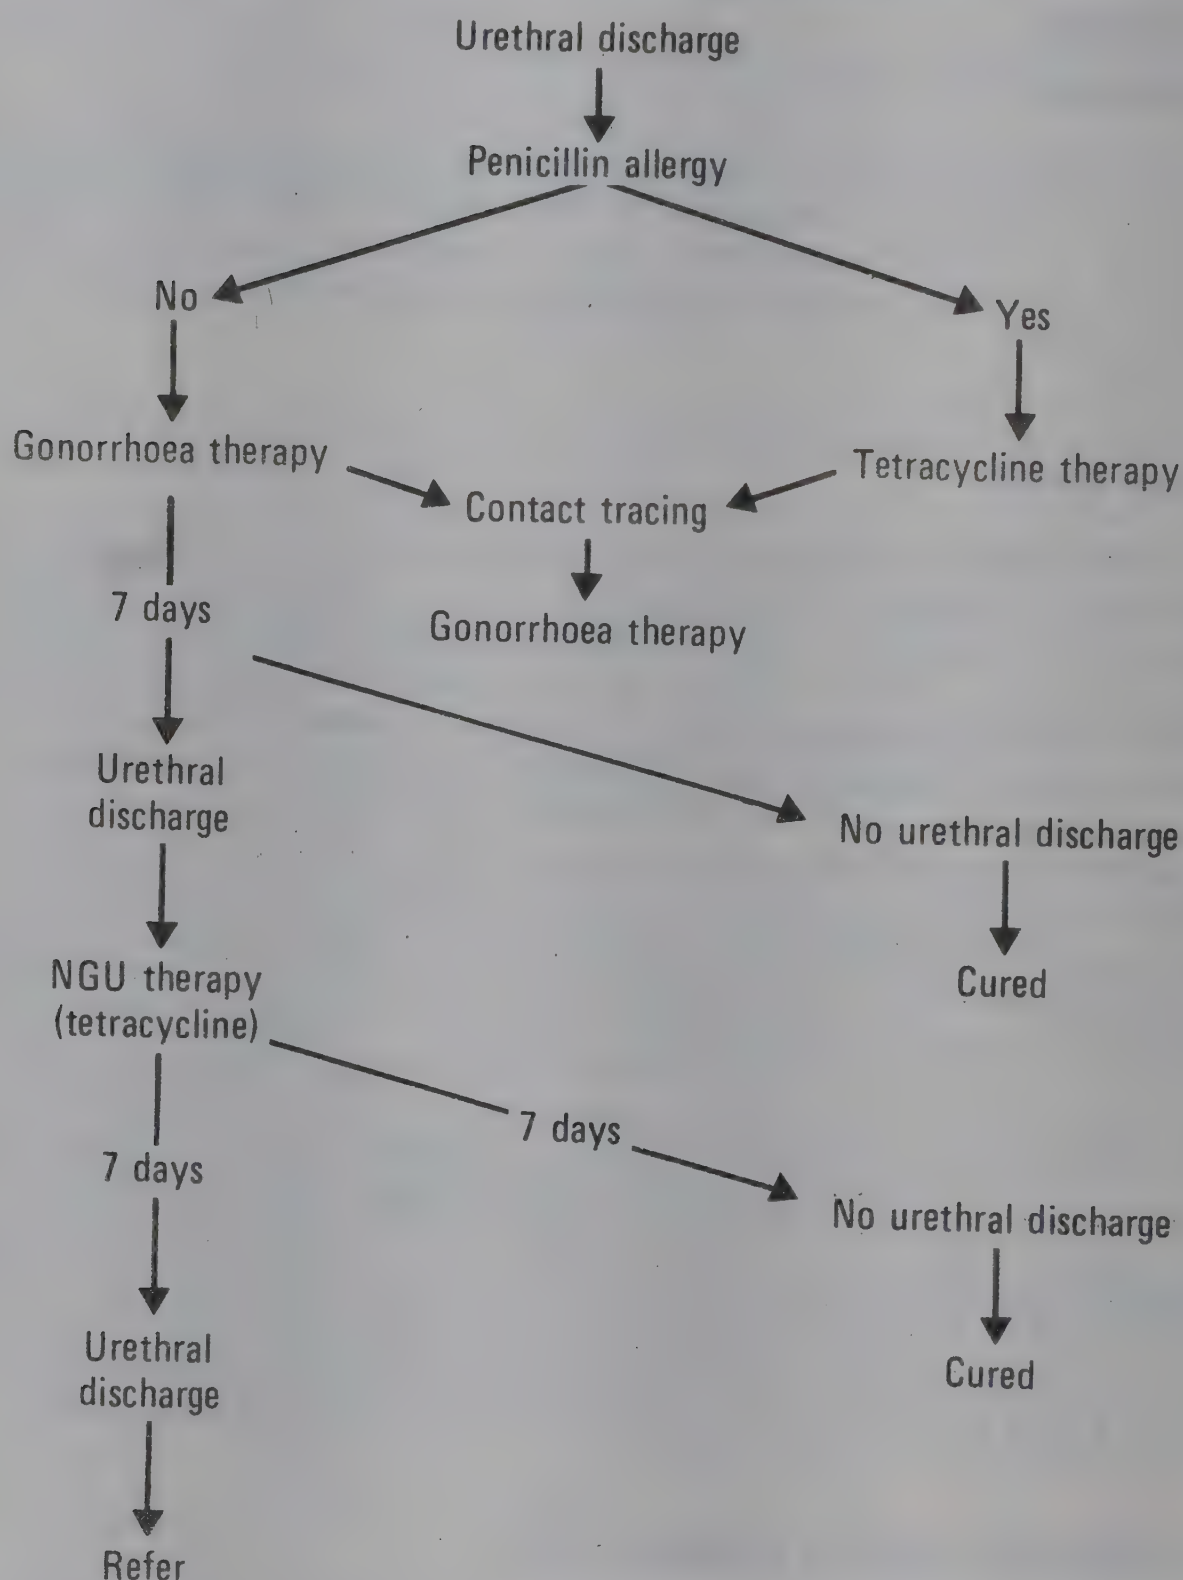 Urethral discharge
Penicillin allergy
No
Yes
Gonorrhoea therapy
Tetracycline therapy
Contact tracing
7 days
Gonorrhoea therapy
Urethral
discharge
No urethral discharge
NGU therapy
(tetracycline)
Cured
7 days
7 days
No urethral discharge
Urethral
discharge
Cured
Refer